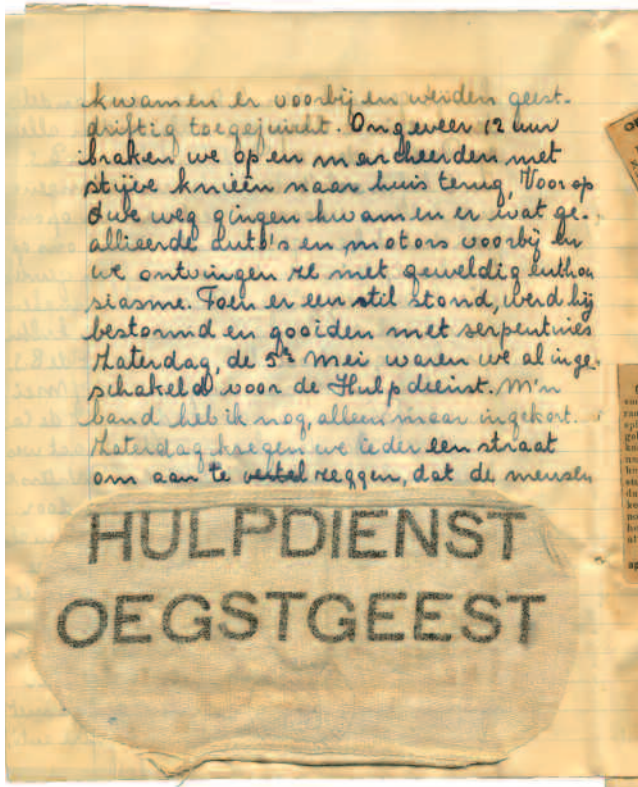 kwamen er voorbij en werden geest-
driftig toegejuicht. Ongeveer 12 uur
braken we op en marcheerden met
stijve knieën naar huis terug. Voor op
d we weg gingen kwamen er wat ge-
allieerde auto's en motors voorbij en
we ontvingen ze met geweldig enthou
siasme. Toen er een stil stond, werd hij
bestormd en gooiden met serpentines
Zaterdag, de 5de Mei waren we al inge-
schakeld voor de Hulpdienst. M'n
band heb ik nog, alleen maar ingekort.
Zaterdag kregen we ieder een straat
om aan te zeggen, dat de mensen
HULPDIENST
OEGSTGEEST